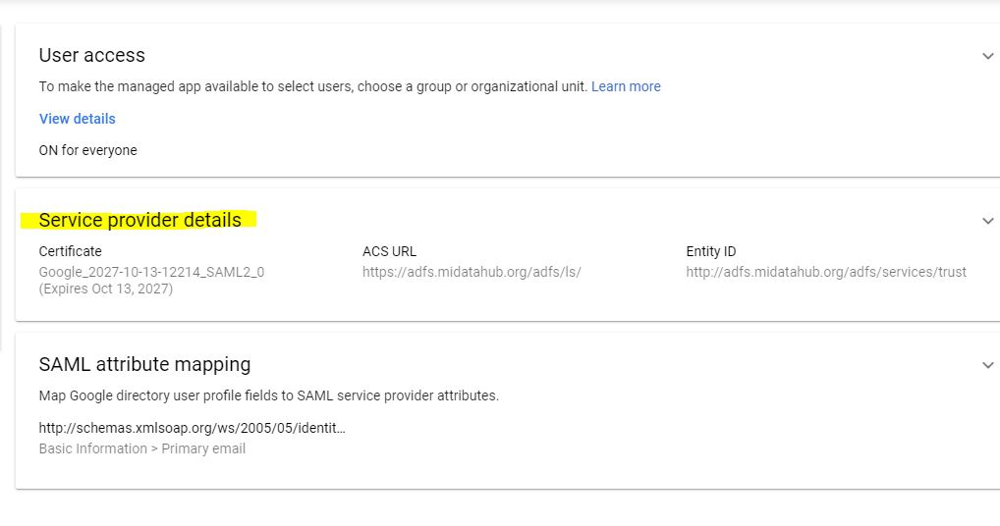 User access
To make the managed app available to select users, choose a group or organizational unit. Learn more
View details
ON for everyone
Service provider details
Certificate
Google_2027-10-13-12214_SAML2_0
(Expires Oct 13, 2027)
ACS URL
https://adfs.midatahub.org/adfs/ls/
Entity ID
http://adfs.midatahub.org/adfs/services/trust
SAML attribute mapping
Map Google directory user profile fields to SAML service provider attributes.
http://schemas.xmlsoap.org/ws/2005/05/identit...
Basic Information > Primary email